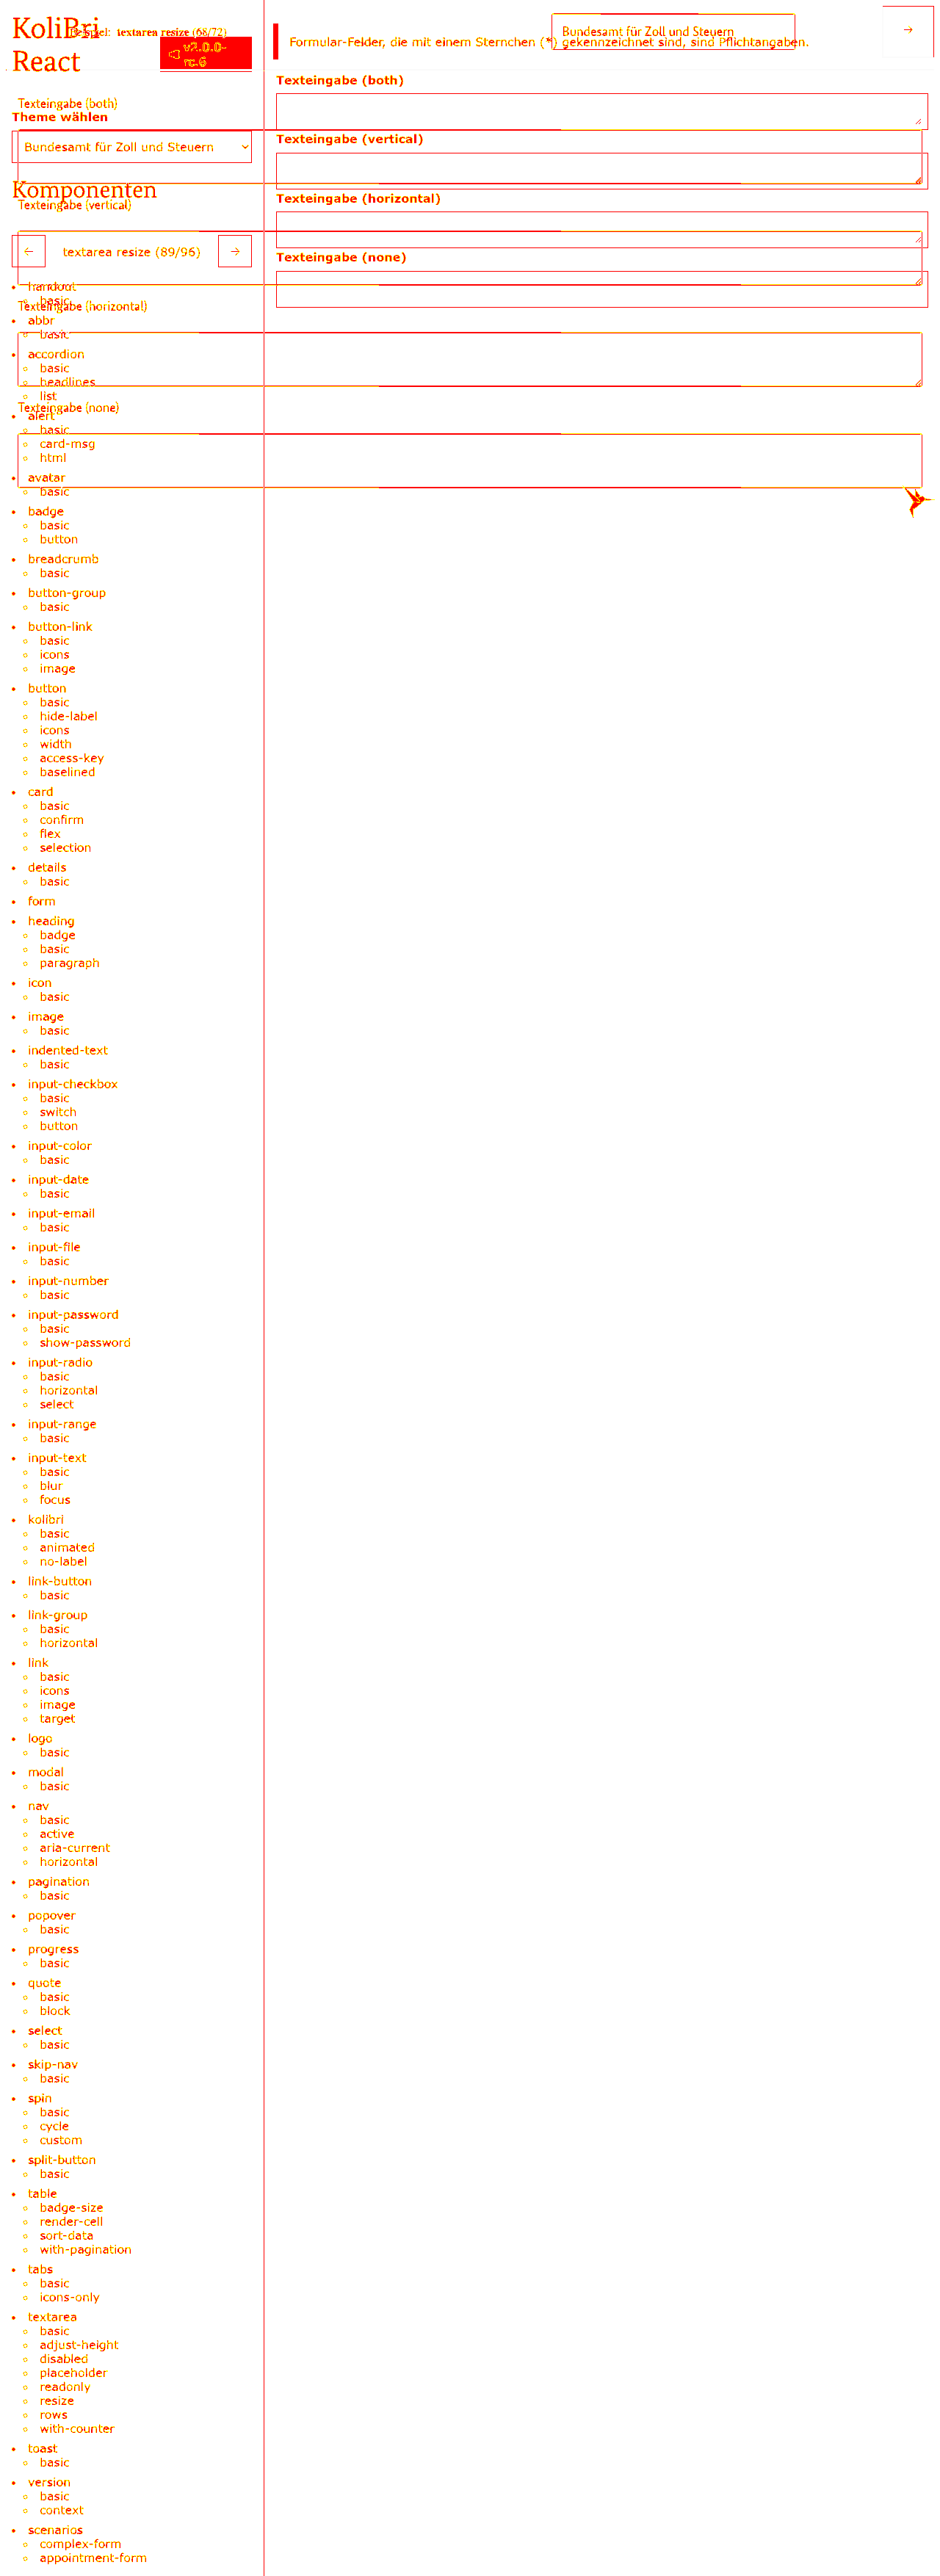 KoliBri
React
Beispiel: textarea resize (68/72)
v2.0.0-
rc.6
Bundesamt für Zoll und Steuern
→
Formular-Felder, die mit einem Sternchen (*) gekennzeichnet sind, sind Pflichtangaben.
Texteingabe (both)
Texteingabe (vertical)
Texteingabe (horizontal)
Texteingabe (none)
Texteingabe (both)
Theme wählen
Bundesamt für Zoll und Steuern
Komponenten
Texteingabe (vertical)
← textarea resize (89/96) →
handout
basic
Texteingabe (horizontal)
abbr
basic
accordion
basic
headlines
list
Texteingabe (none)
alert
basic
card-msg
html
avatar
basic
badge
basic
button
breadcrumb
basic
button-group
basic
button-link
basic
icons
image
button
basic
hide-label
icons
width
access-key
baselined
card
basic
confirm
flex
selection
details
basic
form
heading
badge
basic
paragraph
icon
basic
image
basic
indented-text
basic
input-checkbox
basic
switch
button
input-color
basic
input-date
basic
input-email
basic
input-file
basic
input-number
basic
input-password
basic
show-password
input-radio
basic
horizontal
select
input-range
basic
input-text
basic
blur
focus
kolibri
basic
animated
no-label
link-button
basic
link-group
basic
horizontal
link
basic
icons
image
target
logo
basic
modal
basic
nav
basic
active
aria-current
horizontal
pagination
basic
popover
basic
progress
basic
quote
basic
block
select
basic
skip-nav
basic
spin
basic
cycle
custom
split-button
basic
table
badge-size
render-cell
sort-data
with-pagination
tabs
basic
icons-only
textarea
basic
adjust-height
disabled
placeholder
readonly
resize
rows
with-counter
toast
basic
version
basic
context
scenarios
complex-form
appointment-form